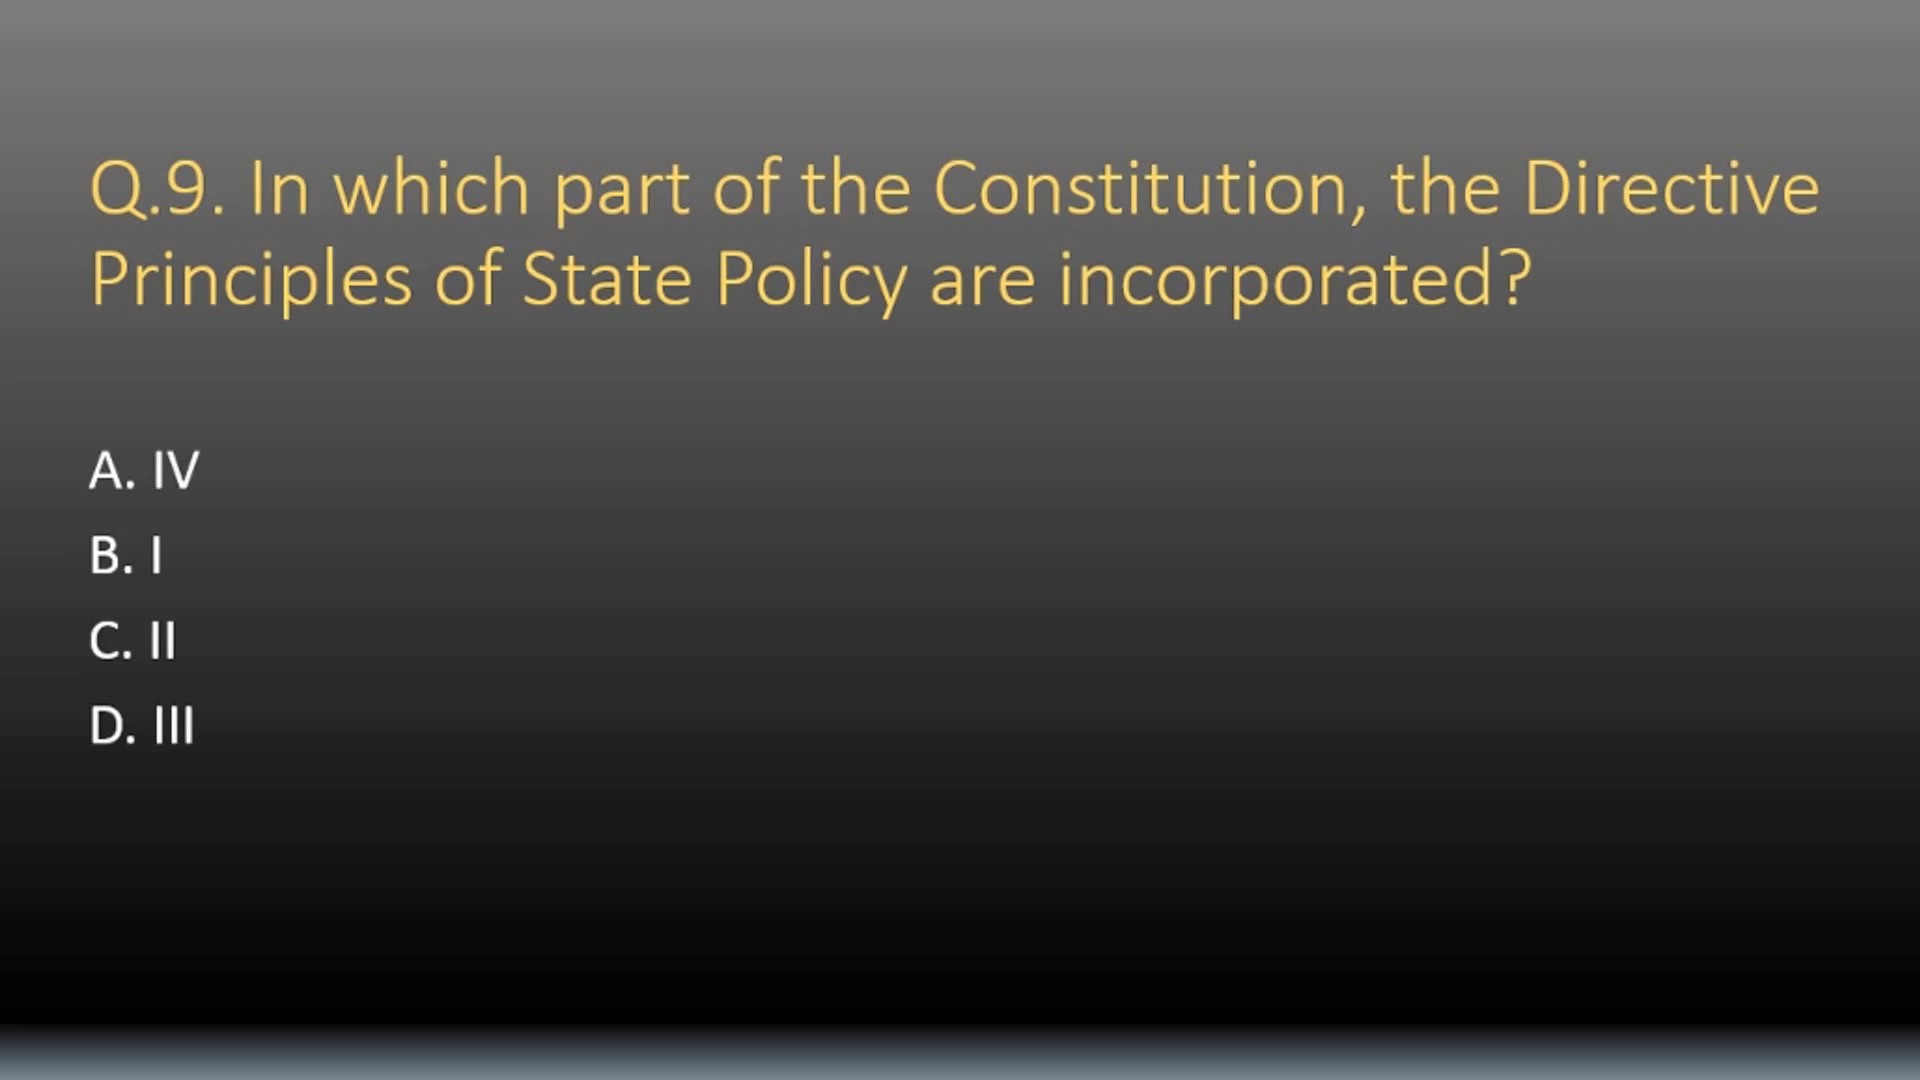 Q.9. In which part of the Constitution, the Directive
Principles of State Policy are incorporated?
A. IV
B. I
C. II
D. III